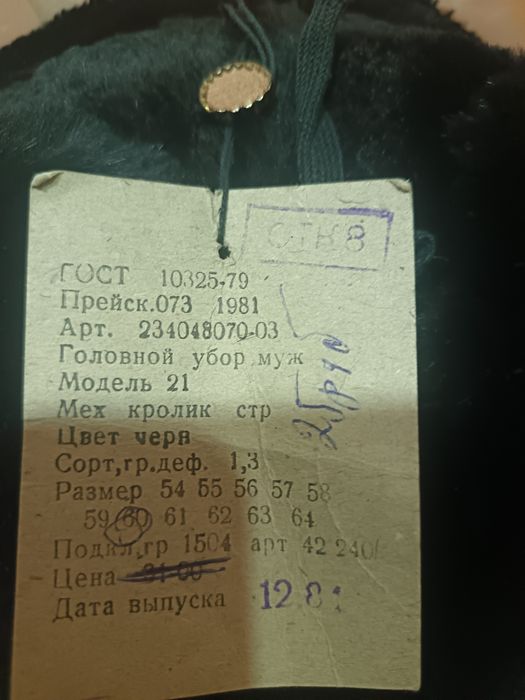 ОТК 8
ГОСТ 10325-79
Прейск.073 1981
Арт. 234048070-03
Головной убор муж
Модель 21
Мех кролик стр
Цвет черн
Сорт,гр.деф. 1,3
Размер 54 55 56 57 58
59 60 61 62 63 64
Подкл,гр 1504 арт 42 240/
Цена 31-00
Дата выпуска 12 81